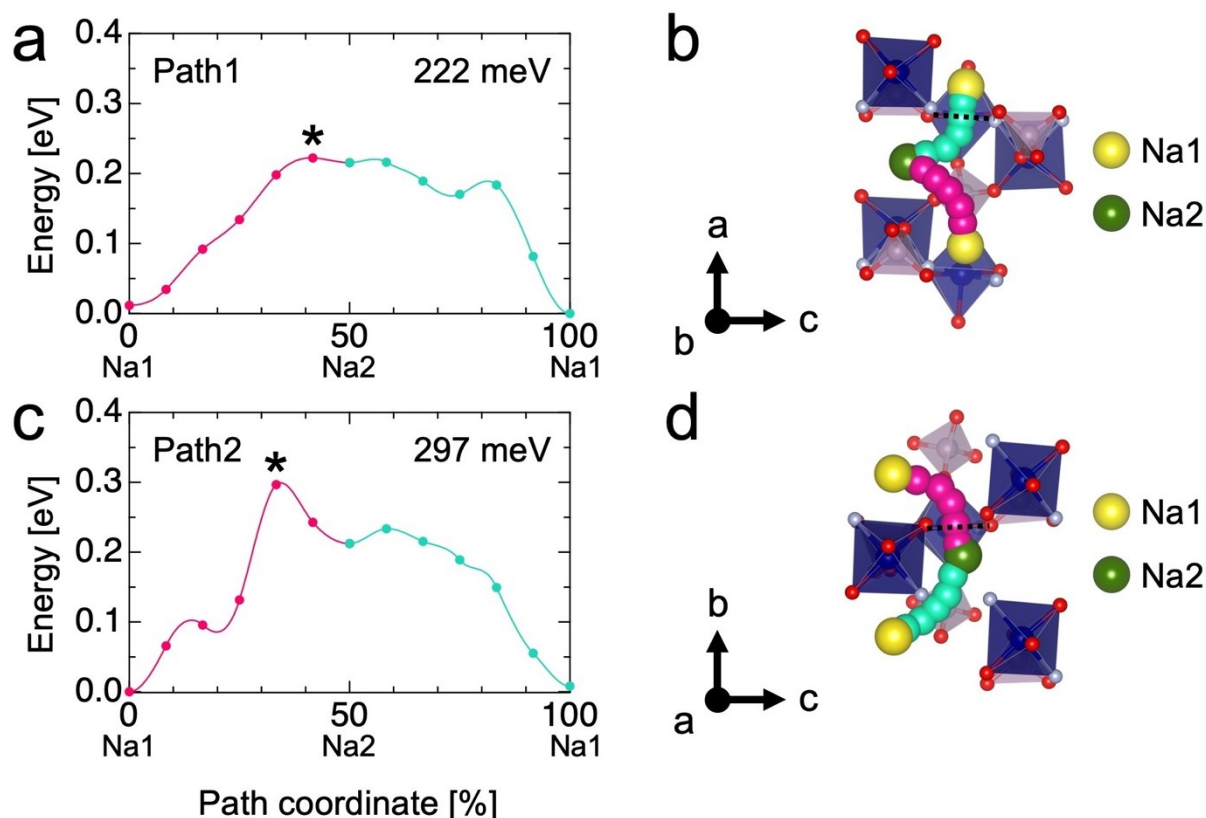 a
Path1
222 meV
*
Energy [eV]
0.4
0.3
0.2
0.1
0.0
0
50
100
Na1
Na2
Na1
b
Na1
Na2
a
b
c
c
Path2
297 meV
*
Energy [eV]
0.4
0.3
0.2
0.1
0.0
0
50
100
Na1
Na2
Na1
Path coordinate [%]
d
Na1
Na2
b
a
c